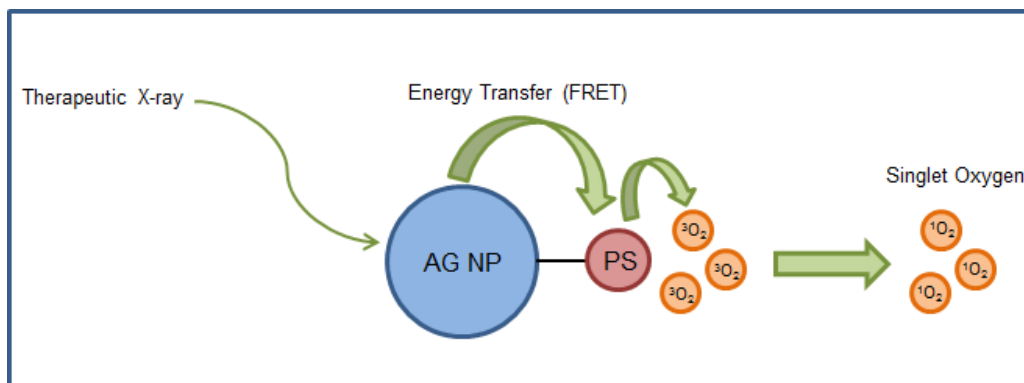 Therapeutic X-ray
Energy Transfer (FRET)
Singlet Oxygen
AG NP
PS
³O₂
³O₂
³O₂
¹O₂
¹O₂
¹O₂